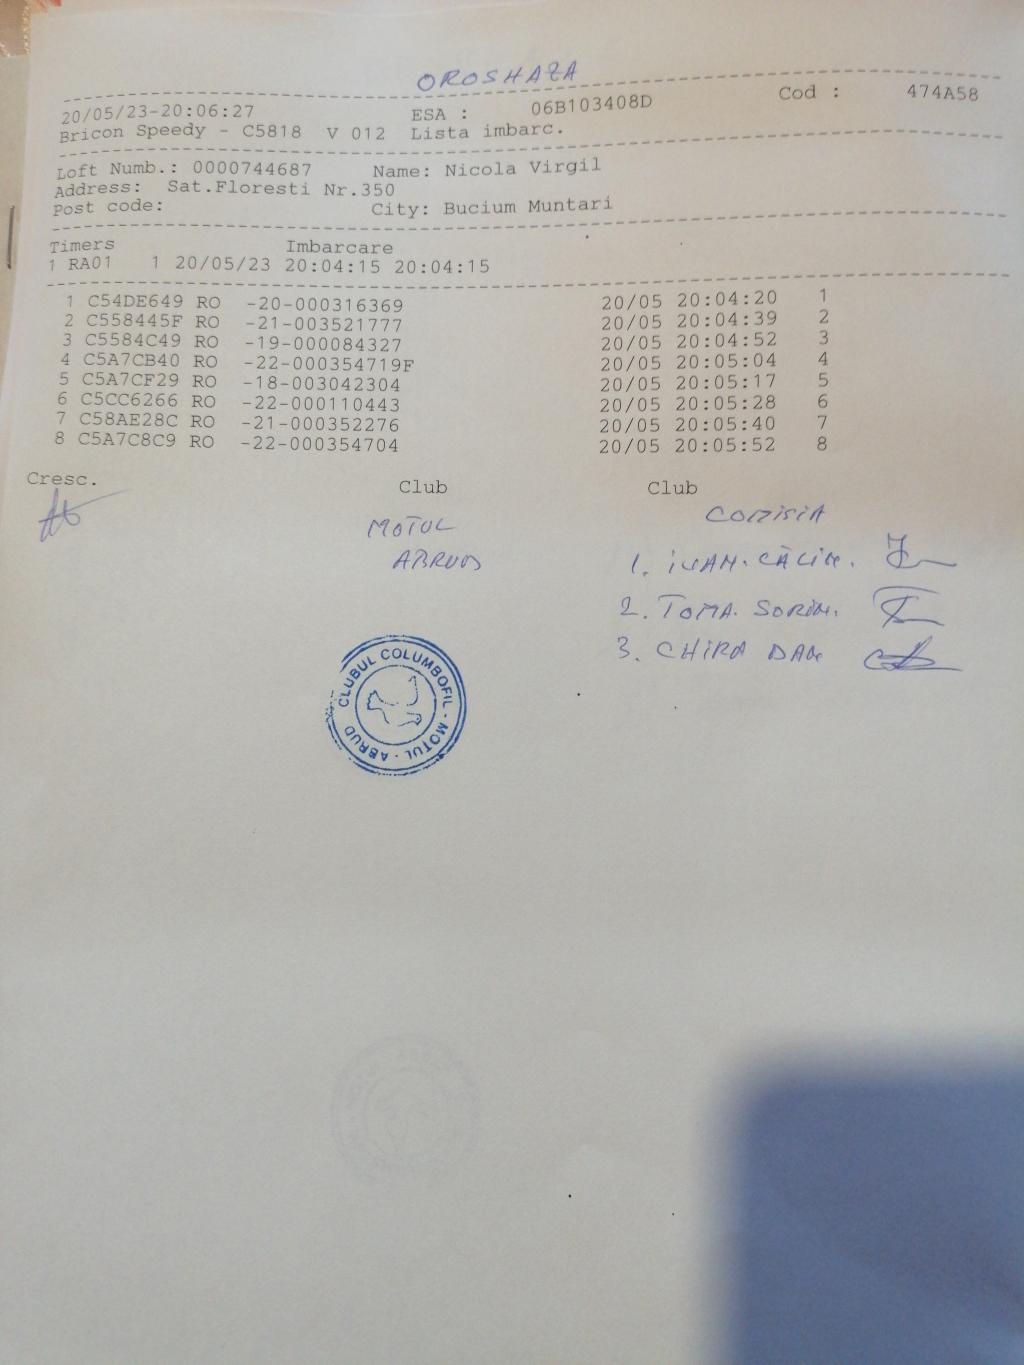 OROSHAZA
20/05/23-20:06:27 ESA : 06B103408D Cod : 474A58
Bricon Speedy - C5818 V 012 Lista imbarc.
Loft Numb.: 0000744687 Name: Nicola Virgil
Address: Sat.Floresti Nr.350
Post code: City: Bucium Muntari
Timers Imbarcare
1 RA01 1 20/05/23 20:04:15 20:04:15
1 C54DE649 RO -20-000316369 20/05 20:04:20 1
2 C558445F RO -21-003521777 20/05 20:04:39 2
3 C5584C49 RO -19-000084327 20/05 20:04:52 3
4 C5A7CB40 RO -22-000354719F 20/05 20:05:04 4
5 C5A7CF29 RO -18-003042304 20/05 20:05:17 5
6 C5CC6266 RO -22-000110443 20/05 20:05:28 6
7 C58AE28C RO -21-000352276 20/05 20:05:40 7
8 C5A7C8C9 RO -22-000354704 20/05 20:05:52 8
Cresc. Club Club
MOTUL COMISIA
ABRUD 1. IUAN. CĂLIN.
2. TOMA. SORIN.
3. CHIRA DAN
CLUBUL COLUMBOFIL - MOȚUL - ABRUD